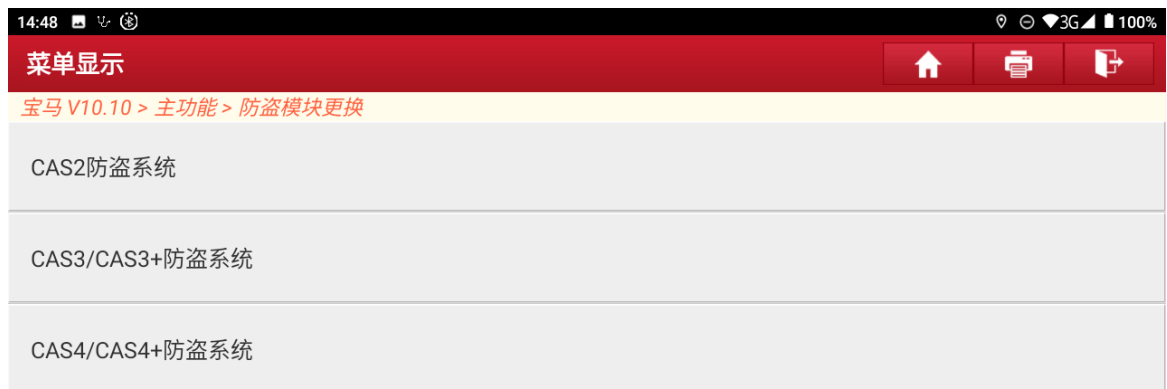 14:48 3G 100%
菜单显示
宝马 V10.10 > 主功能 > 防盗模块更换
CAS2防盗系统
CAS3/CAS3+防盗系统
CAS4/CAS4+防盗系统